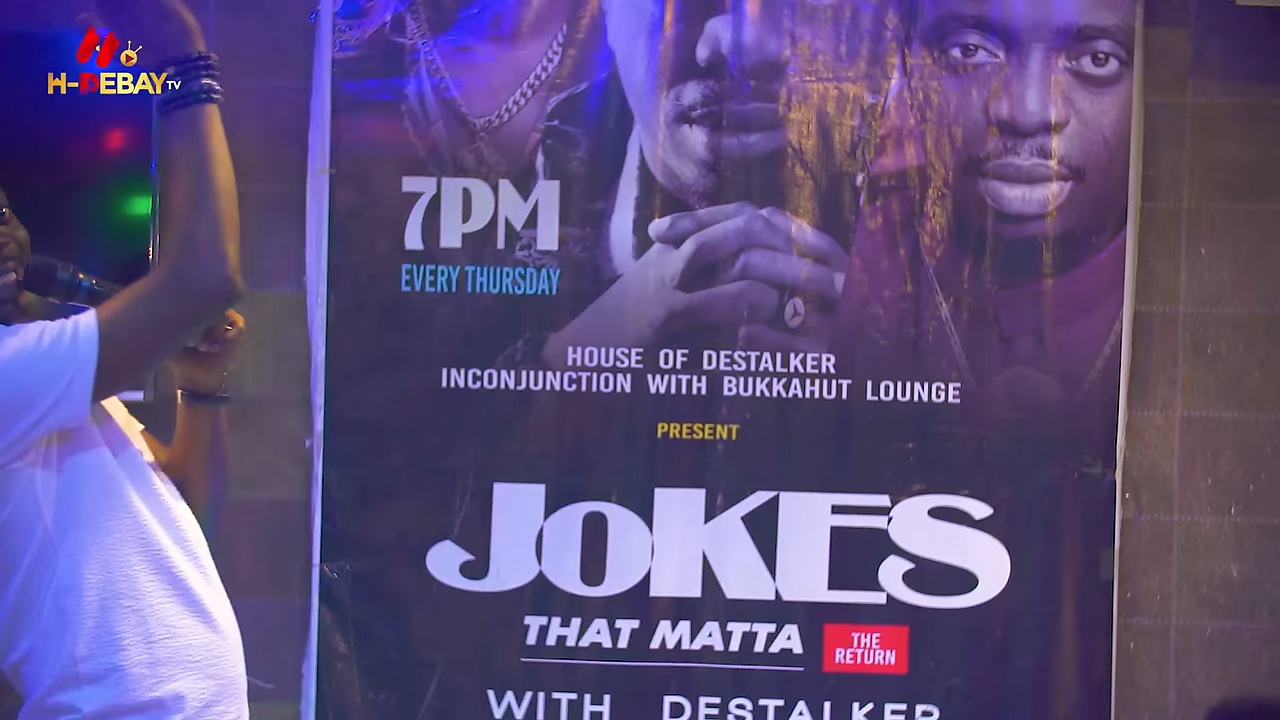 H-DEBAY TV
7PM
EVERY THURSDAY
HOUSE OF DESTALKER
INCONJUNCTION WITH BUKKAHUT LOUNGE
PRESENT
JOKES
THAT MATTA
THE
RETURN
WITH DESTALKER